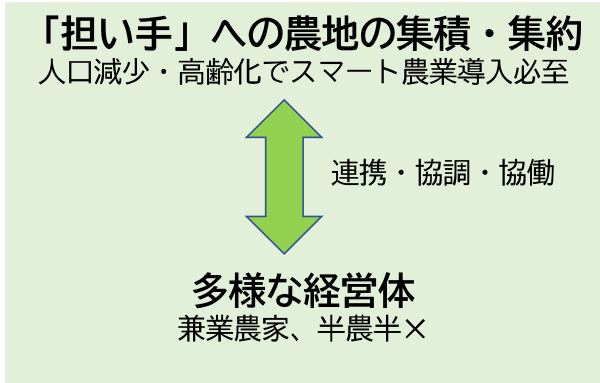 「担い手」への農地の集積・集約
人口減少・高齢化でスマート農業導入必至
連携・協調・協働
多様な経営体
兼業農家、半農半×